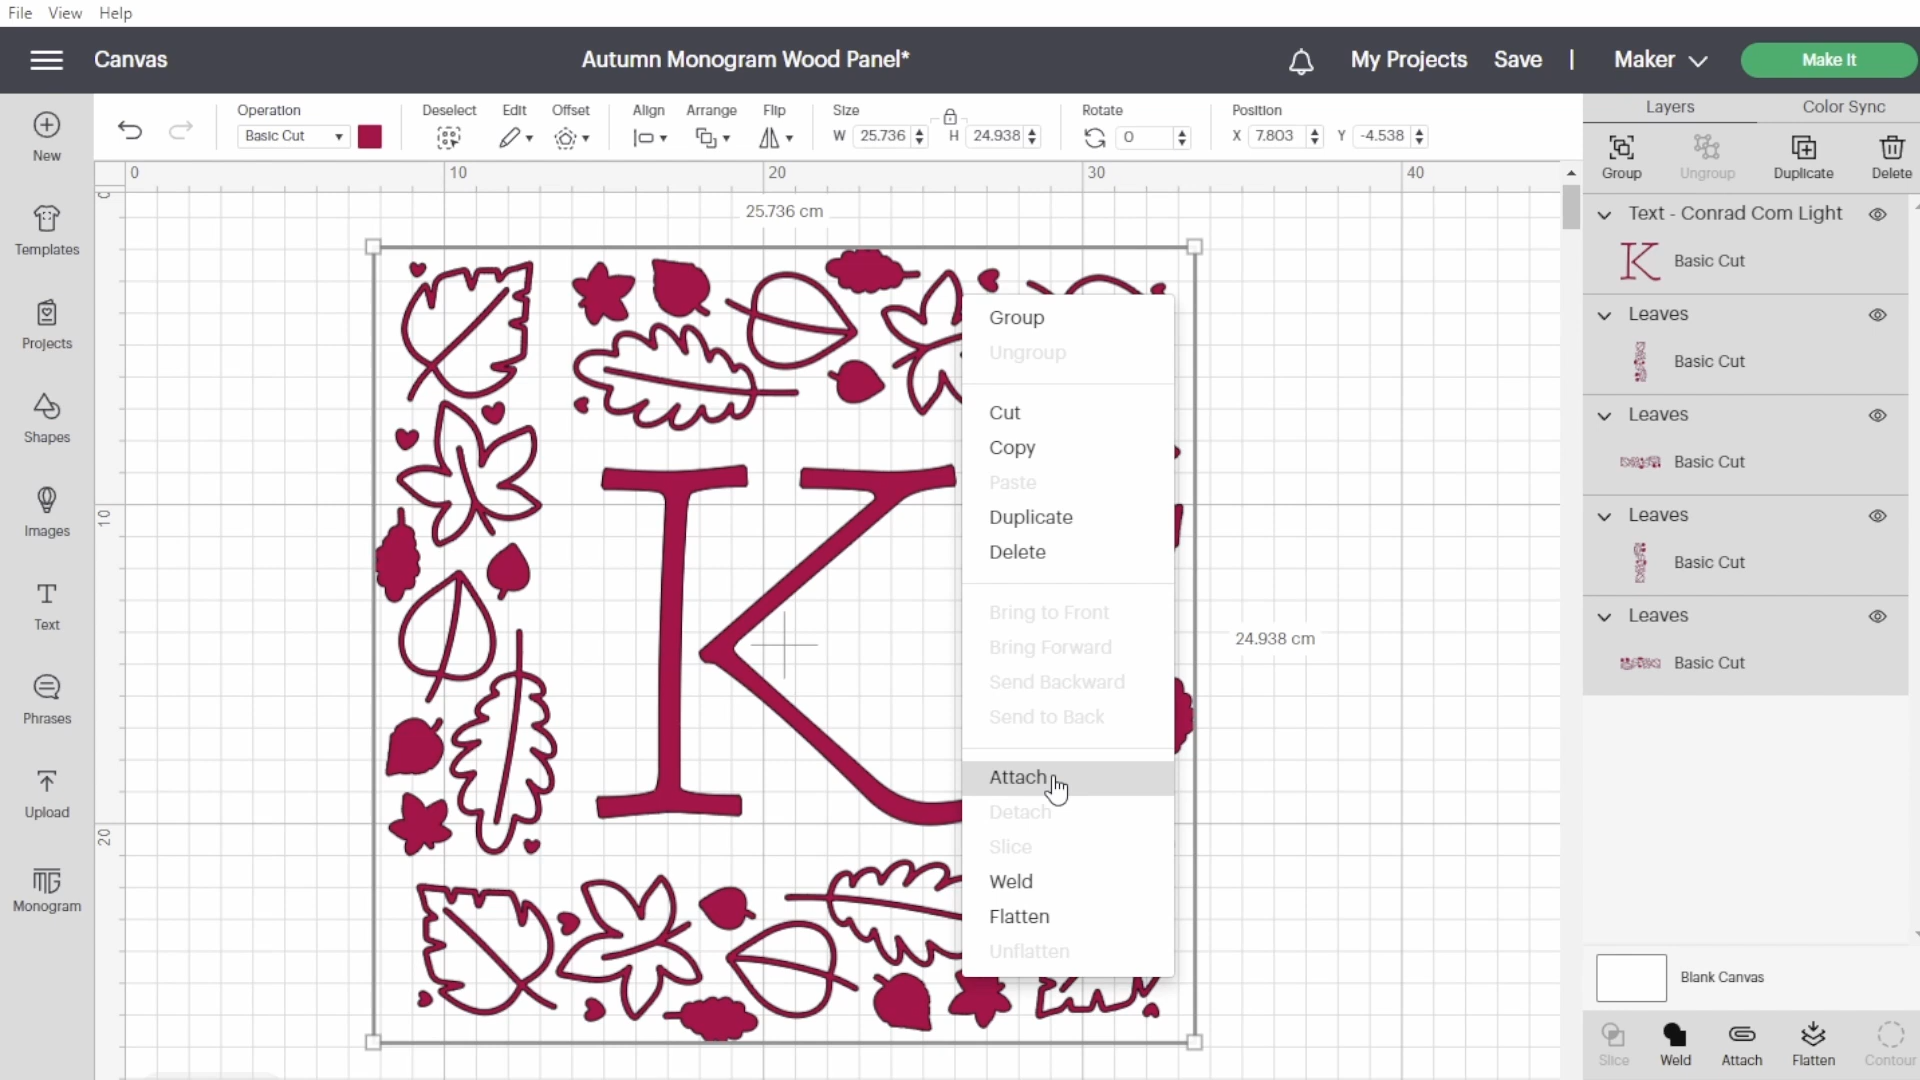 File View Help
Canvas
Autumn Monogram Wood Panel*
My Projects Save | Maker
Make It
Operation
Basic Cut
Deselect Edit Offset
Align Arrange Flip
Size
W 25.736 H 24.938
Rotate
0
Position
X 7.803 Y -4.538
Layers Color Sync
Group Ungroup Duplicate Delete
New
Templates
Projects
Shapes
Images
Text
Phrases
Upload
Monogram
0 10 20 30 40
0
10
20
25.736 cm
24.938 cm
K
Group
Ungroup
Cut
Copy
Paste
Duplicate
Delete
Bring to Front
Bring Forward
Send Backward
Send to Back
Attach
Detach
Slice
Weld
Flatten
Unflatten
Text - Conrad Com Light
K Basic Cut
Leaves
Basic Cut
Leaves
Basic Cut
Leaves
Basic Cut
Leaves
Basic Cut
Blank Canvas
Slice Weld Attach Flatten Contour